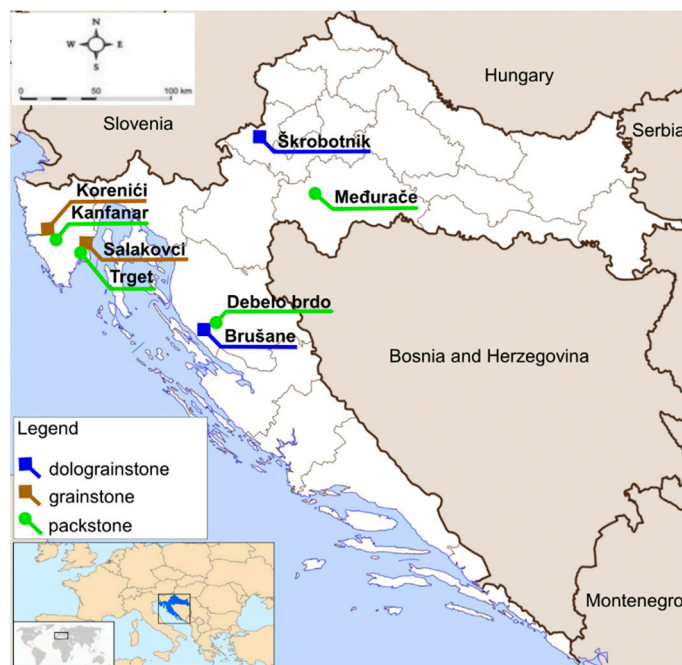 N
W E
S
0 50 100 km
Hungary
Slovenia
Serbia
Škrobotnik
Korenići
Međurače
Kanfanar
Salakovci
Trget
Debelo brdo
Brušane
Bosnia and Herzegovina
Legend
dolograinstone
grainstone
packstone
Montenegro